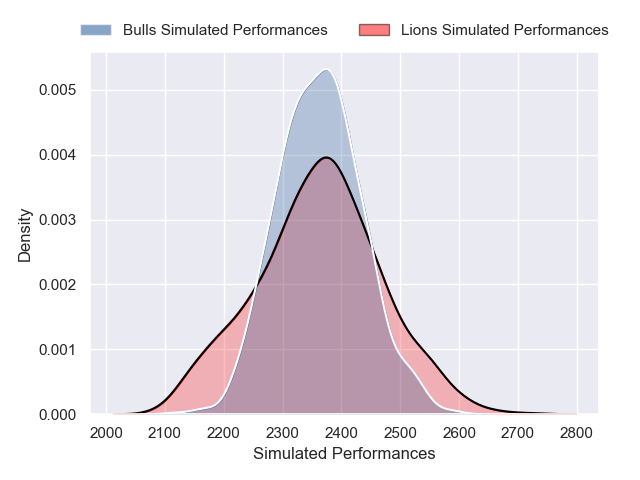 Bulls Simulated Performances Lions Simulated Performances
0.005
0.004
0.003
0.002
0.001
0.000
Density
2000 2100 2200 2300 2400 2500 2600 2700 2800
Simulated Performances